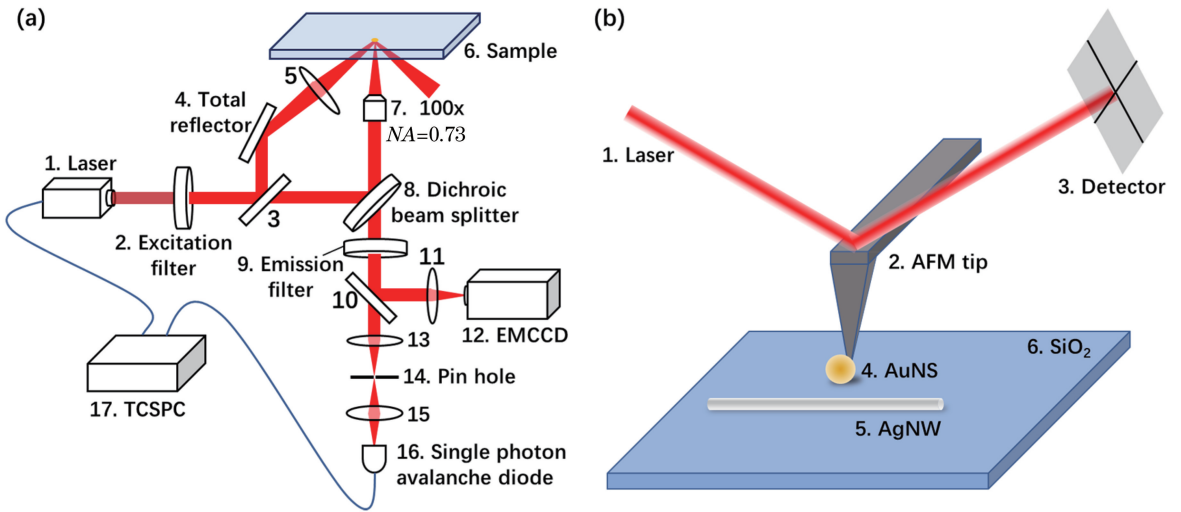 (a)
6. Sample
5
4. Total
reflector
7. 100x
NA=0.73
1. Laser
8. Dichroic
beam splitter
3
2. Excitation
filter
9. Emission
filter
11
10
12. EMCCD
13
14. Pin hole
17. TCSPC
15
16. Single photon
avalanche diode
(b)
1. Laser
3. Detector
2. AFM tip
6. SiO₂
4. AuNS
5. AgNW